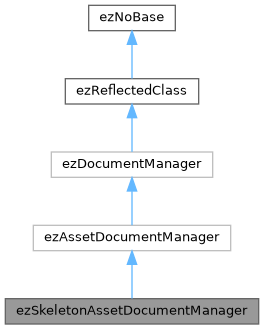 ezNoBase
ezReflectedClass
ezDocumentManager
ezAssetDocumentManager
ezSkeletonAssetDocumentManager